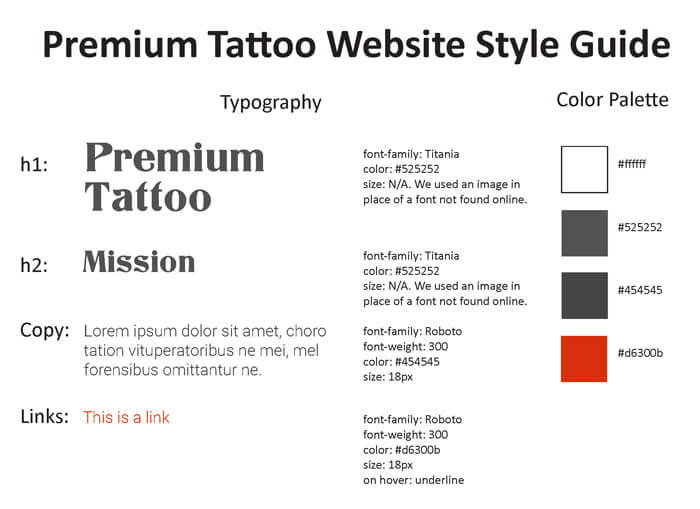 Premium Tattoo Website Style Guide
Typography
Color Palette
h1:
Premium
Tattoo
font-family: Titania
color: #525252
size: N/A. We used an image in
place of a font not found online.
h2:
Mission
font-family: Titania
color: #525252
size: N/A. We used an image in
place of a font not found online.
Copy:
Lorem ipsum dolor sit amet, choro
tation vituperatoribus ne mei, mel
forensibus omittantur ne.
font-family: Roboto
font-weight: 300
color: #454545
size: 18px
Links:
This is a link
font-family: Roboto
font-weight: 300
color: #d6300b
size: 18px
on hover: underline
#ffffff
#525252
#454545
#d6300b